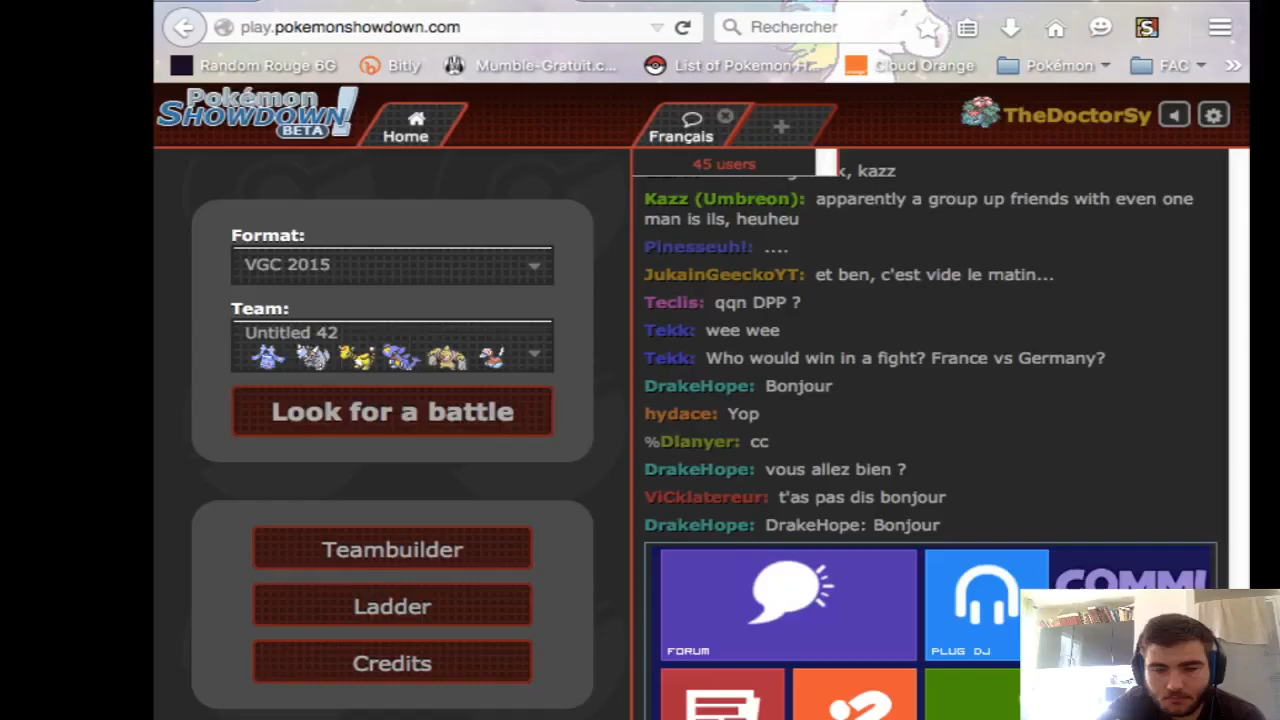 play.pokemonshowdown.com
Rechercher
Random Rouge 6G
Bitly
Mumble-Gratuit.c...
List of Pokemon H...
Cloud Orange
Pokémon
FAC
Pokémon
SHOWDOWN!
BETA
Home
Français
TheDoctorSy
45 users
k, kazz
Kazz (Umbreon): apparently a group up friends with even one
man is ils, heuheu
Pinesseuh!: ....
JukainGeeckoYT: et ben, c'est vide le matin...
Teclis: qqn DPP ?
Tekk: wee wee
Tekk: Who would win in a fight? France vs Germany?
DrakeHope: Bonjour
hydace: Yop
%Dlanyer: cc
DrakeHope: vous allez bien ?
ViCklatereur: t'as pas dis bonjour
DrakeHope: DrakeHope: Bonjour
Format:
VGC 2015
Team:
Untitled 42
Look for a battle
Teambuilder
Ladder
Credits
FORUM
PLUG DJ
COMMU